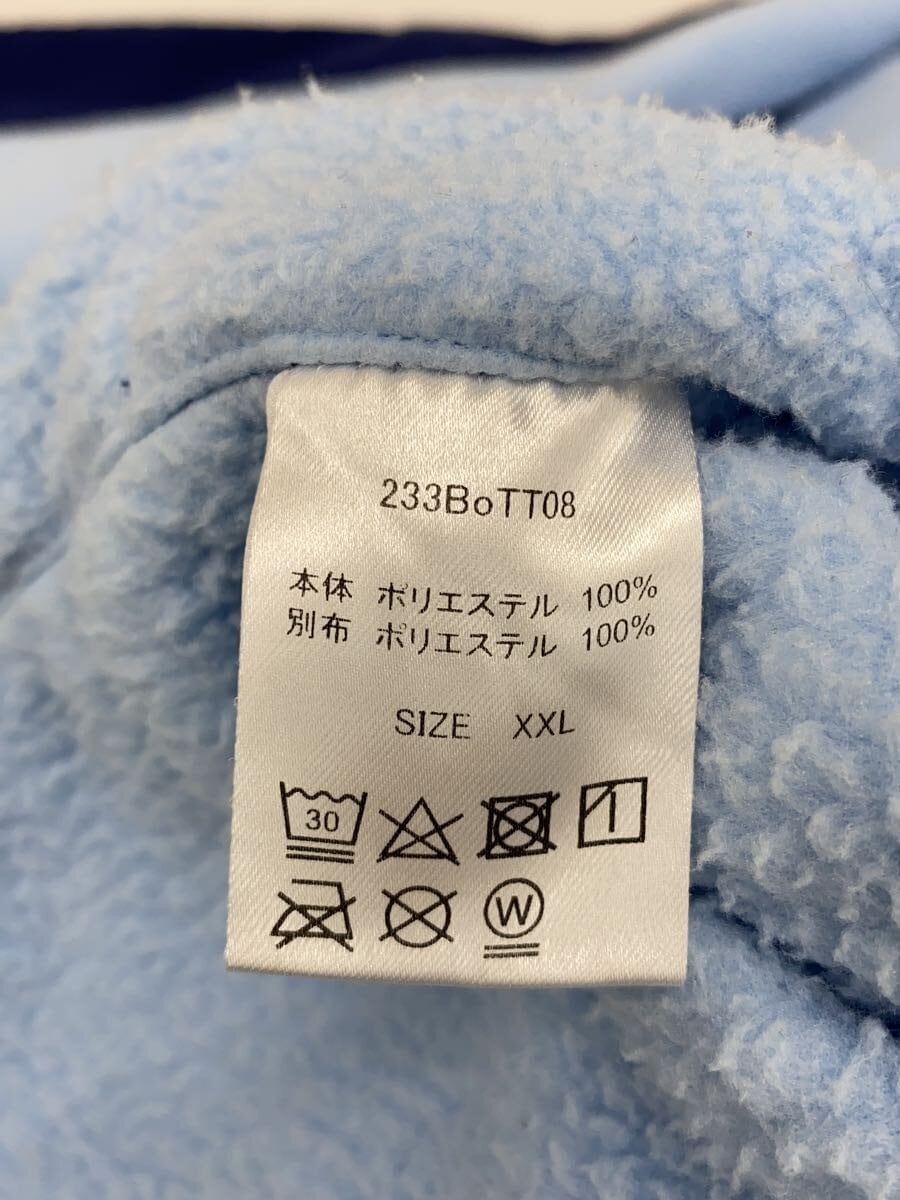 233BoTT08
本体 ポリエステル 100%
別布 ポリエステル 100%
SIZE XXL
30
W